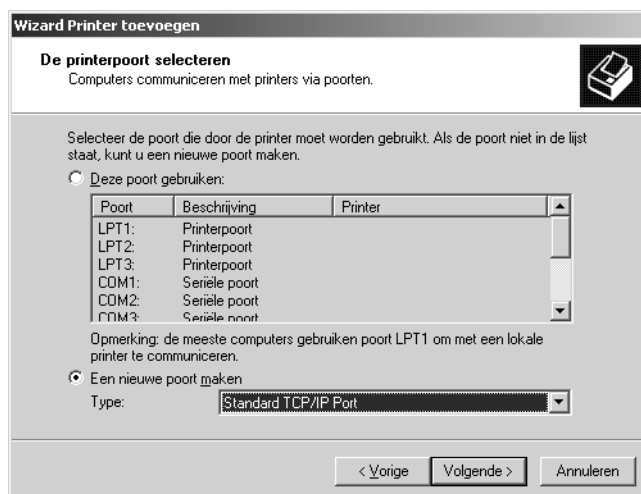 Wizard Printer toevoegen
De printerpoort selecteren
Computers communiceren met printers via poorten.
Selecteer de poort die door de printer moet worden gebruikt. Als de poort niet in de lijst
staat, kunt u een nieuwe poort maken.
Deze poort gebruiken:
Poort Beschrijving Printer
LPT1: Printerpoort
LPT2: Printerpoort
LPT3: Printerpoort
COM1: Seriële poort
COM2: Seriële poort
COM3: Seriële poort
Opmerking: de meeste computers gebruiken poort LPT1 om met een lokale
printer te communiceren.
Een nieuwe poort maken
Type: Standard TCP/IP Port
< Vorige Volgende > Annuleren